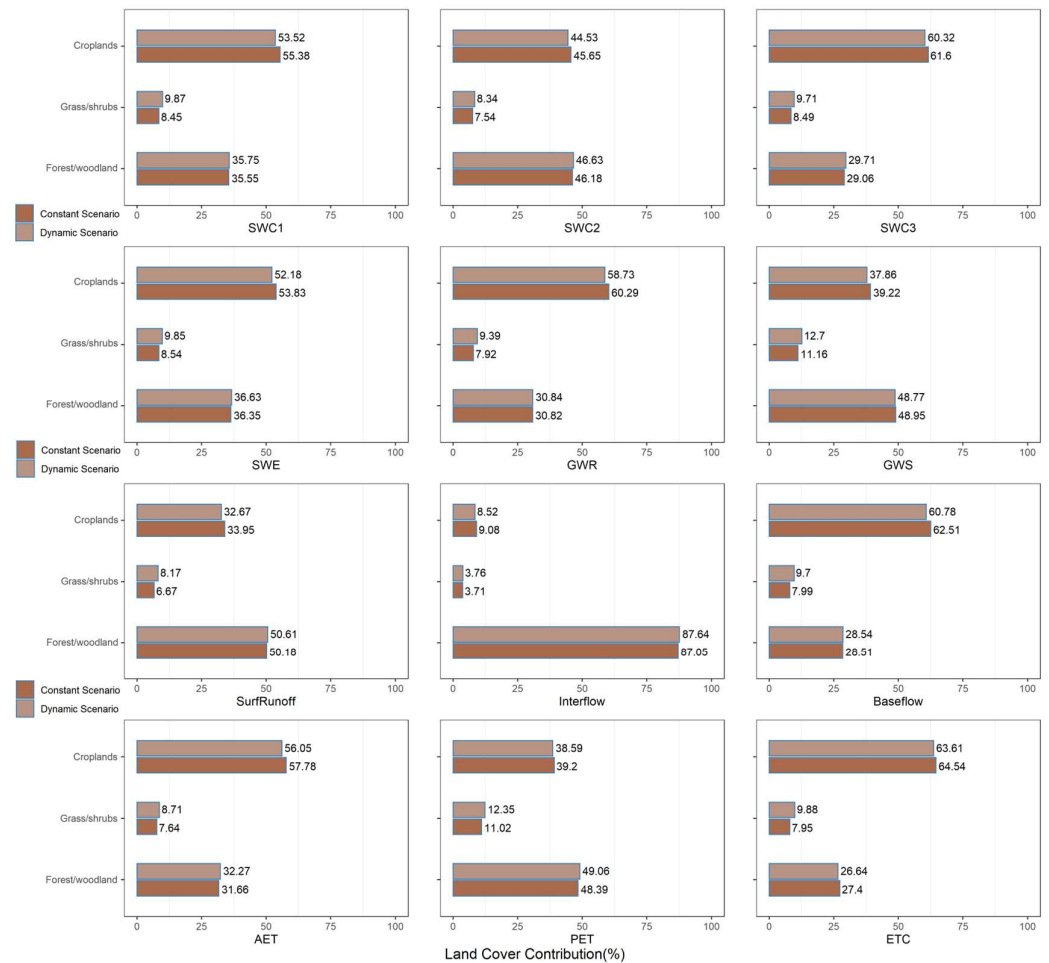 Croplands
53.52
55.38
Grass/shrubs
9.87
8.45
Forest/woodland
35.75
35.55
0 25 50 75 100
SWC1
44.53
45.65
8.34
7.54
46.63
46.18
0 25 50 75 100
SWC2
60.32
61.6
9.71
8.49
29.71
29.06
0 25 50 75 100
SWC3
Constant Scenario
Dynamic Scenario
Croplands
52.18
53.83
Grass/shrubs
9.85
8.54
Forest/woodland
36.63
36.35
0 25 50 75 100
SWE
58.73
60.29
9.39
7.92
30.84
30.82
0 25 50 75 100
GWR
37.86
39.22
12.7
11.16
48.77
48.95
0 25 50 75 100
GWS
Constant Scenario
Dynamic Scenario
Croplands
32.67
33.95
Grass/shrubs
8.17
6.67
Forest/woodland
50.61
50.18
0 25 50 75 100
SurfRunoff
8.52
9.08
3.76
3.71
87.64
87.05
0 25 50 75 100
Interflow
60.78
62.51
9.7
7.99
28.54
28.51
0 25 50 75 100
Baseflow
Constant Scenario
Dynamic Scenario
Croplands
56.05
57.78
Grass/shrubs
8.71
7.64
Forest/woodland
32.27
31.66
0 25 50 75 100
AET
38.59
39.2
12.35
11.02
49.06
48.39
0 25 50 75 100
PET
63.61
64.54
9.88
7.95
26.64
27.4
0 25 50 75 100
ETC
Land Cover Contribution(%)